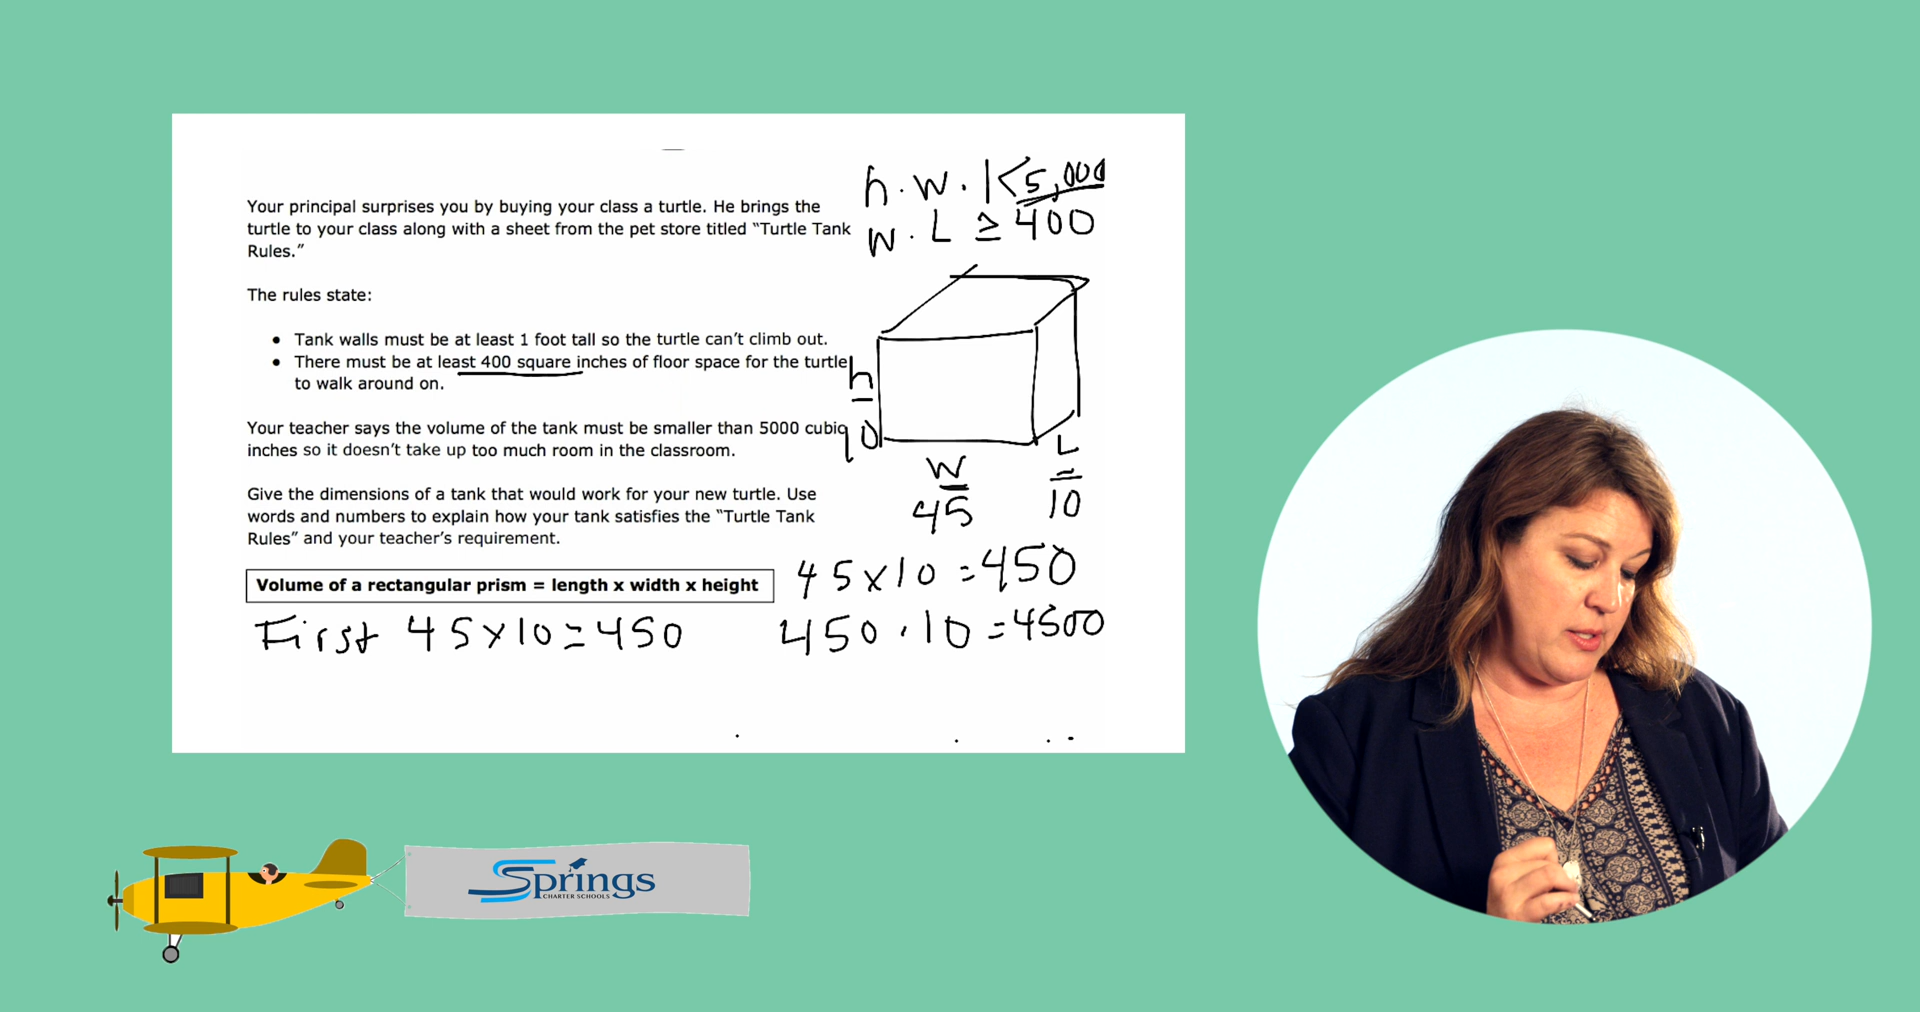 Your principal surprises you by buying your class a turtle. He brings the
turtle to your class along with a sheet from the pet store titled “Turtle Tank
Rules.”
The rules state:
• Tank walls must be at least 1 foot tall so the turtle can’t climb out.
• There must be at least 400 square inches of floor space for the turtle
to walk around on.
Your teacher says the volume of the tank must be smaller than 5000 cubic
inches so it doesn’t take up too much room in the classroom.
Give the dimensions of a tank that would work for your new turtle. Use
words and numbers to explain how your tank satisfies the “Turtle Tank
Rules” and your teacher’s requirement.
Volume of a rectangular prism = length x width x height
First 45x10=450
h·w·l<5,000
w·L≥400
h
10
w
45
L
=
10
45x10=450
450·10=4500
Springs
CHARTER SCHOOLS